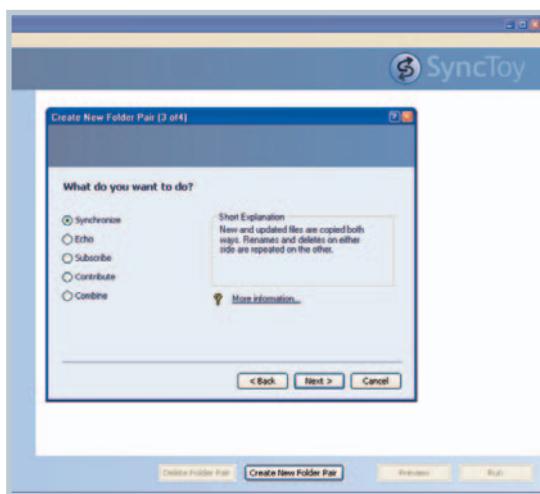 SyncToy
Create New Folder Pair (3 of4)
What do you want to do?
Synchronize
Echo
Subscribe
Contribute
Combine
Short Explanation
New and updated files are copied both
ways. Renames and deletes on either
side are repeated on the other.
More information...
< Back Next > Cancel
Delete Folder Pair Create New Folder Pair Preview Run